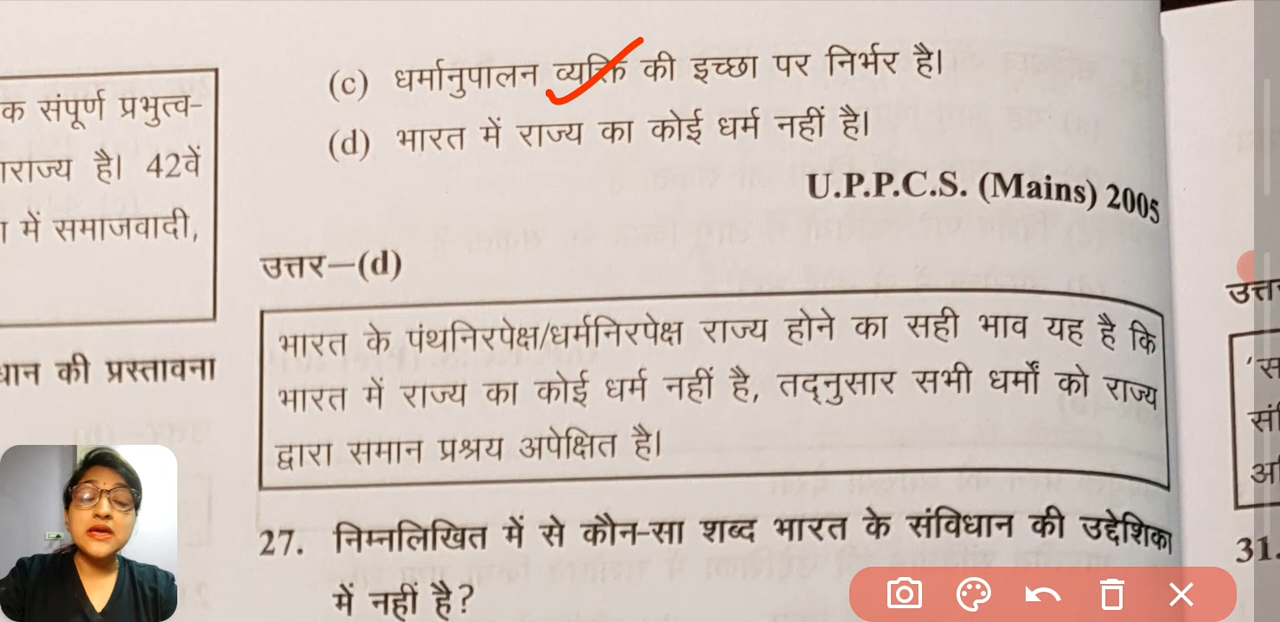 (c) धर्मानुपालन व्यक्ति की इच्छा पर निर्भर है।
(d) भारत में राज्य का कोई धर्म नहीं है।
U.P.P.C.S. (Mains) 2005
उत्तर—(d)
भारत के पंथनिरपेक्ष/धर्मनिरपेक्ष राज्य होने का सही भाव यह है कि
भारत में राज्य का कोई धर्म नहीं है, तद्नुसार सभी धर्मों को राज्य
द्वारा समान प्रश्रय अपेक्षित है।
27. निम्नलिखित में से कौन-सा शब्द भारत के संविधान की उद्देशिका
में नहीं है?
क संपूर्ण प्रभुत्व-
है। 42वें
में समाजवादी,
की प्रस्तावना
31.